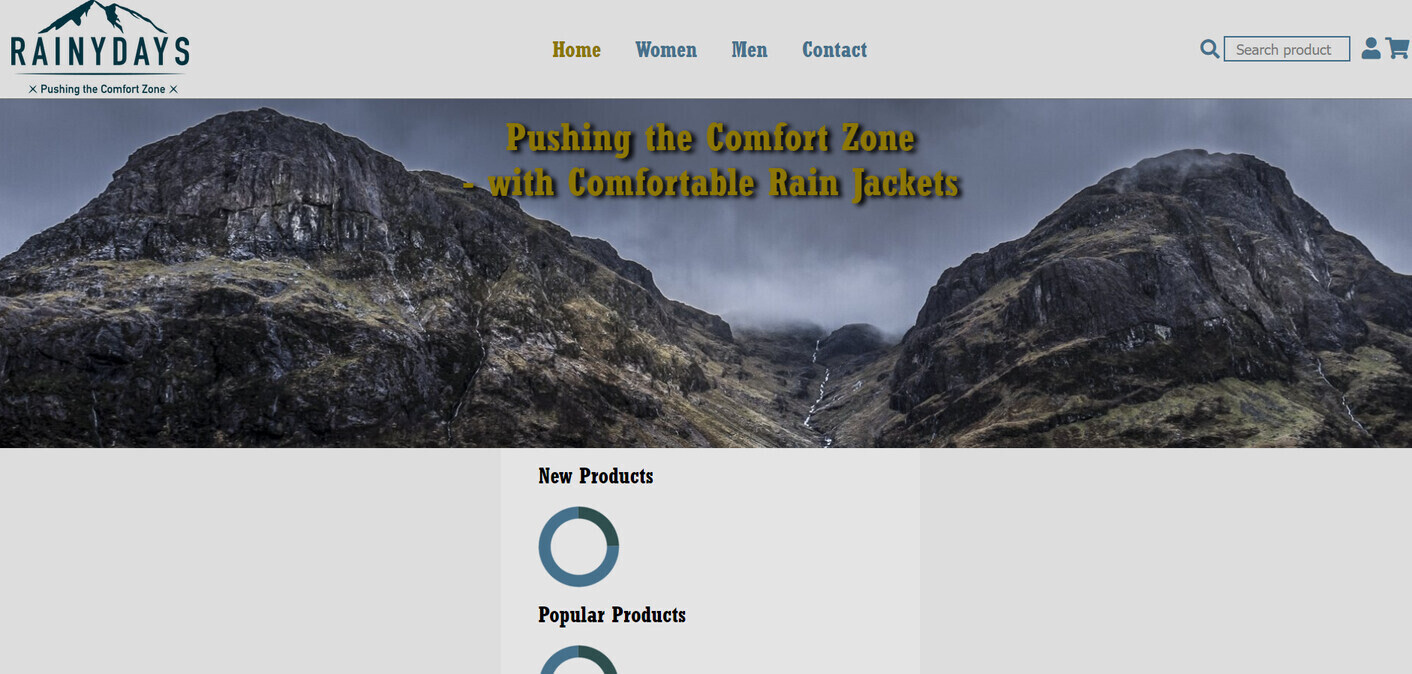 RAINYDAYS
× Pushing the Comfort Zone ×
Home Women Men Contact
Search product
Pushing the Comfort Zone
- with Comfortable Rain Jackets
New Products
Popular Products